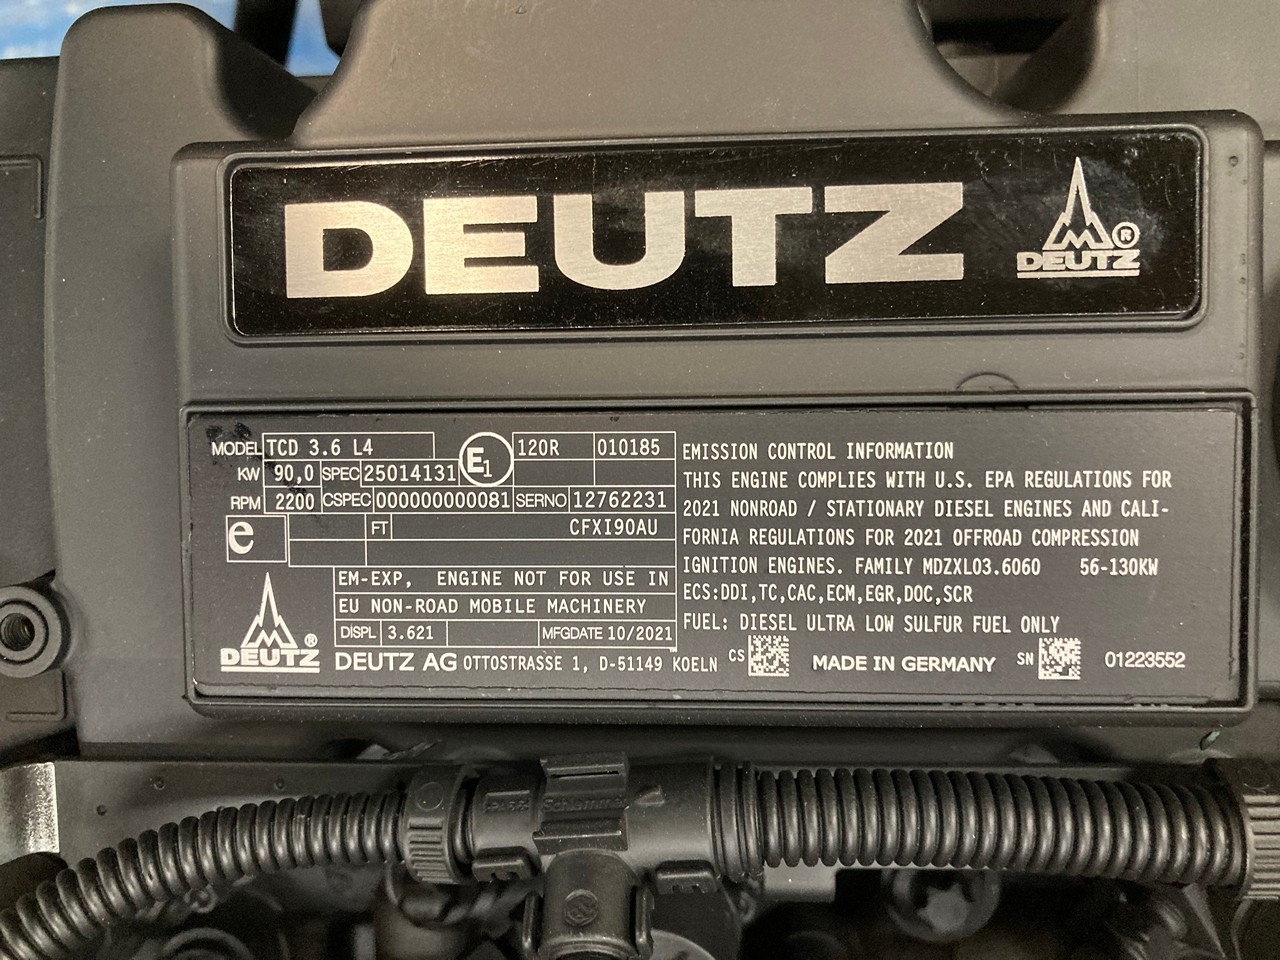 DEUTZ
®
DEUTZ
MODEL TCD 3.6 L4 E1 120R 010185
KW 90,0 SPEC 25014131
RPM 2200 CSPEC 000000000081 SERNO 12762231
e FT CFXI90AU
EM-EXP, ENGINE NOT FOR USE IN
EU NON-ROAD MOBILE MACHINERY
DISPL 3.621 MFGDATE 10/2021
®
DEUTZ
DEUTZ AG OTTOSTRASSE 1, D-51149 KOELN
EMISSION CONTROL INFORMATION
THIS ENGINE COMPLIES WITH U.S. EPA REGULATIONS FOR
2021 NONROAD / STATIONARY DIESEL ENGINES AND CALI-
FORNIA REGULATIONS FOR 2021 OFFROAD COMPRESSION
IGNITION ENGINES. FAMILY MDZXL03.6060 56-130KW
ECS:DDI,TC,CAC,ECM,EGR,DOC,SCR
FUEL: DIESEL ULTRA LOW SULFUR FUEL ONLY
CS MADE IN GERMANY SN 01223552
Schlemmer